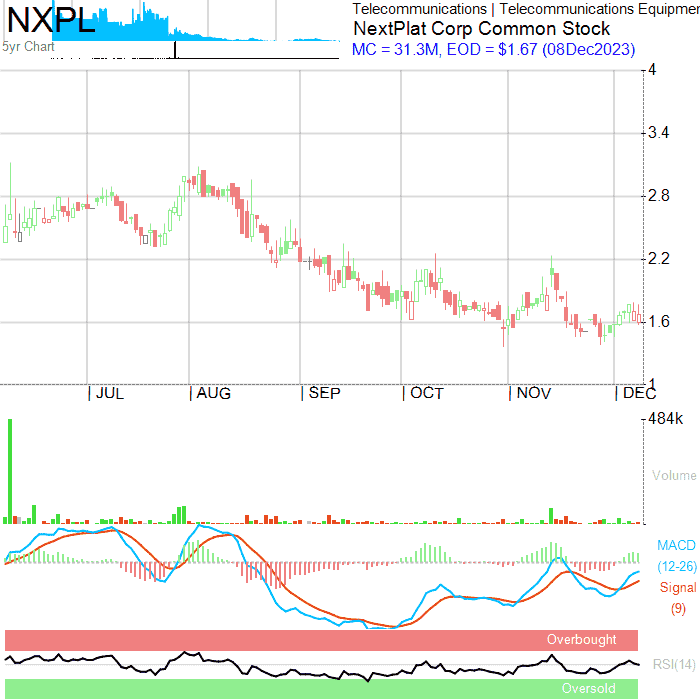 NXPL
5yr Chart
Telecommunications | Telecommunications Equipmen
NextPlat Corp Common Stock
MC = 31.3M, EOD = $1.67 (08Dec2023)
4
3.4
2.8
2.2
1.6
1
JUL AUG SEP OCT NOV DEC
484k
Volume
MACD
(12-26)
Signal
(9)
Overbought
RSI(14)
Oversold